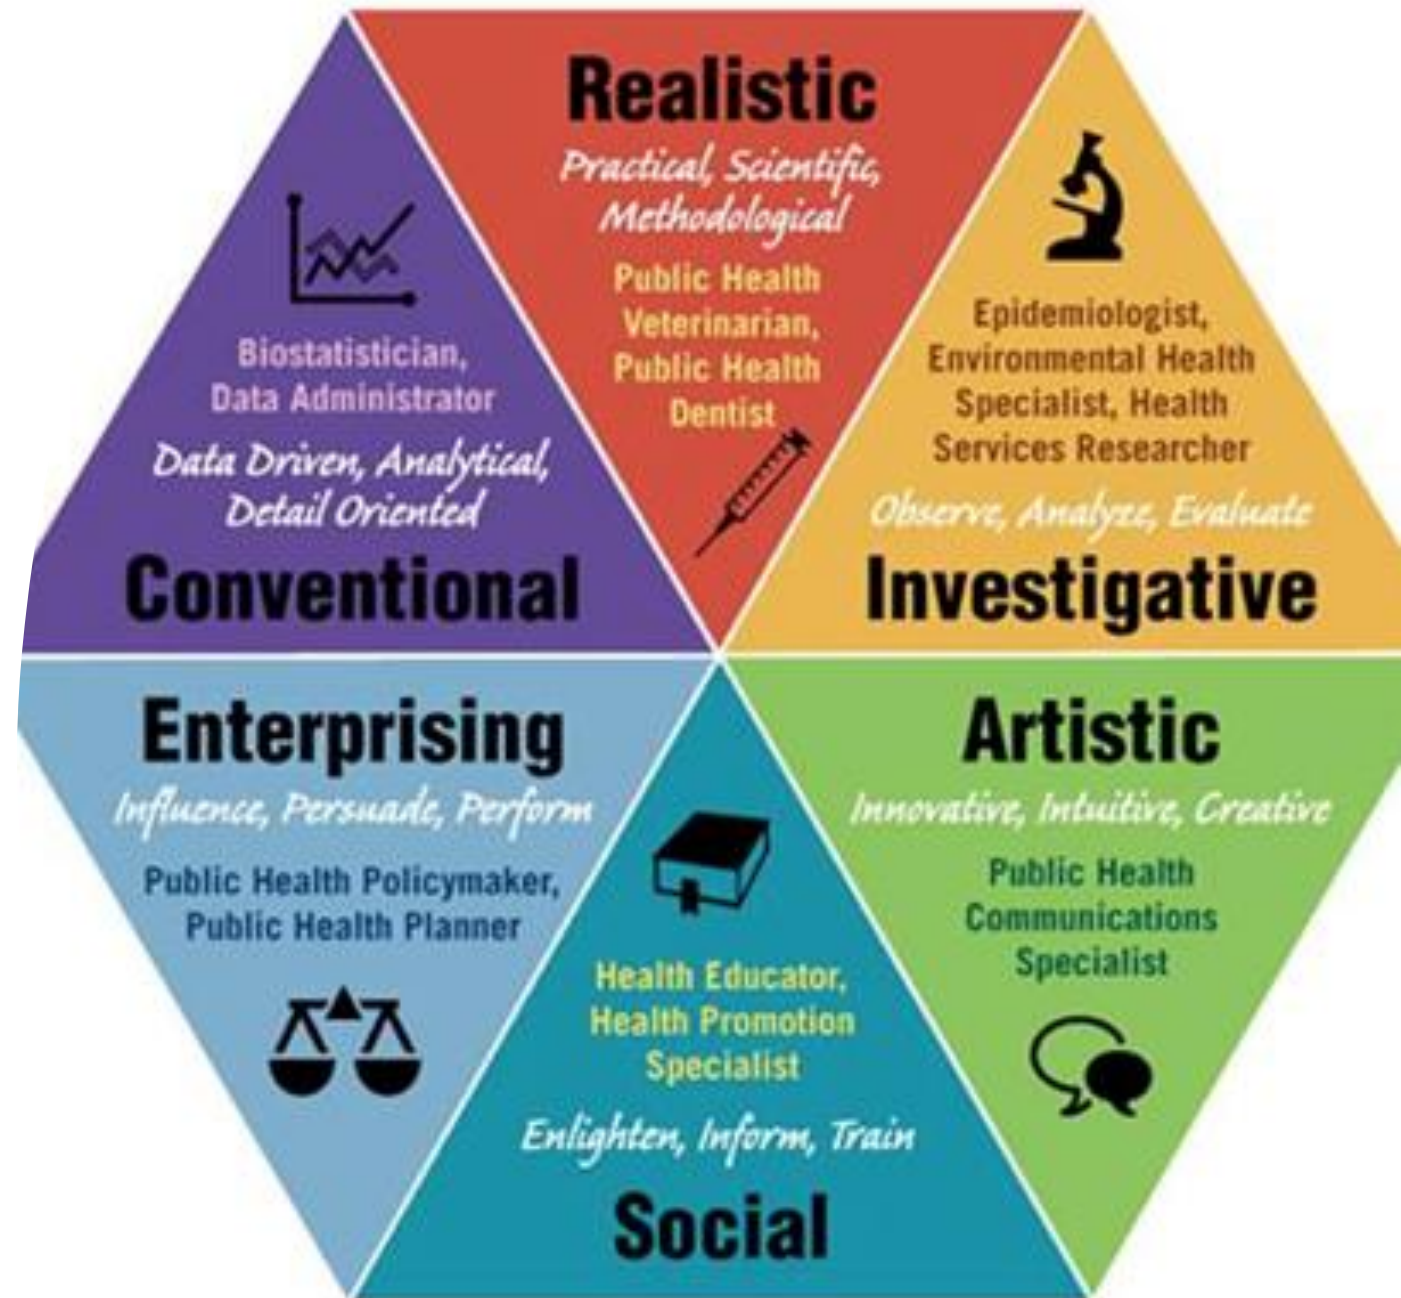 Realistic
Practical, Scientific,
Methodological
Public Health
Veterinarian,
Public Health
Dentist
Epidemiologist,
Environmental Health
Specialist, Health
Services Researcher
Observe, Analyze, Evaluate
Investigative
Artistic
Innovative, Intuitive, Creative
Public Health
Communications
Specialist
Health Educator,
Health Promotion
Specialist
Enlighten, Inform, Train
Social
Enterprising
Influence, Persuade, Perform
Public Health Policymaker,
Public Health Planner
Biostatistician,
Data Administrator
Data Driven, Analytical,
Detail Oriented
Conventional